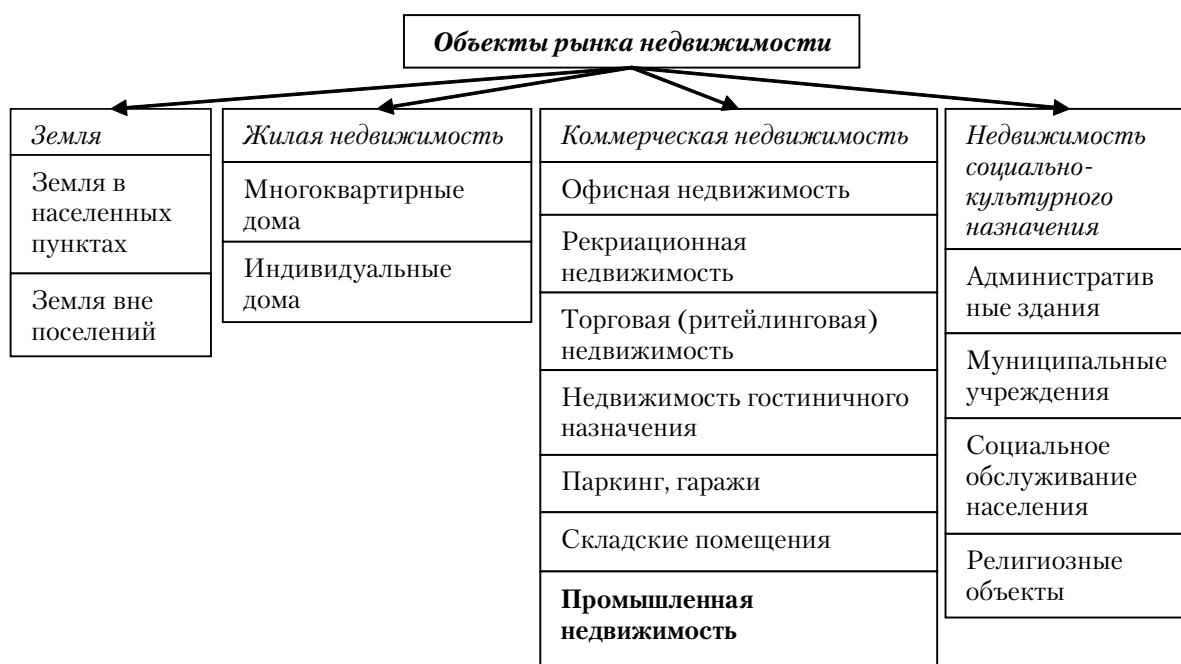 Объекты рынка недвижимости
Земля
Земля в
населенных
пунктах
Земля вне
поселений
Жилая недвижимость
Многоквартирные
дома
Индивидуальные
дома
Коммерческая недвижимость
Офисная недвижимость
Рекриационная
недвижимость
Торговая (ритейлинговая)
недвижимость
Недвижимость гостиничного
назначения
Паркинг, гаражи
Складские помещения
Промышленная
недвижимость
Недвижимость
социально-
культурного
назначения
Административ
ные здания
Муниципальные
учреждения
Социальное
обслуживание
населения
Религиозные
объекты